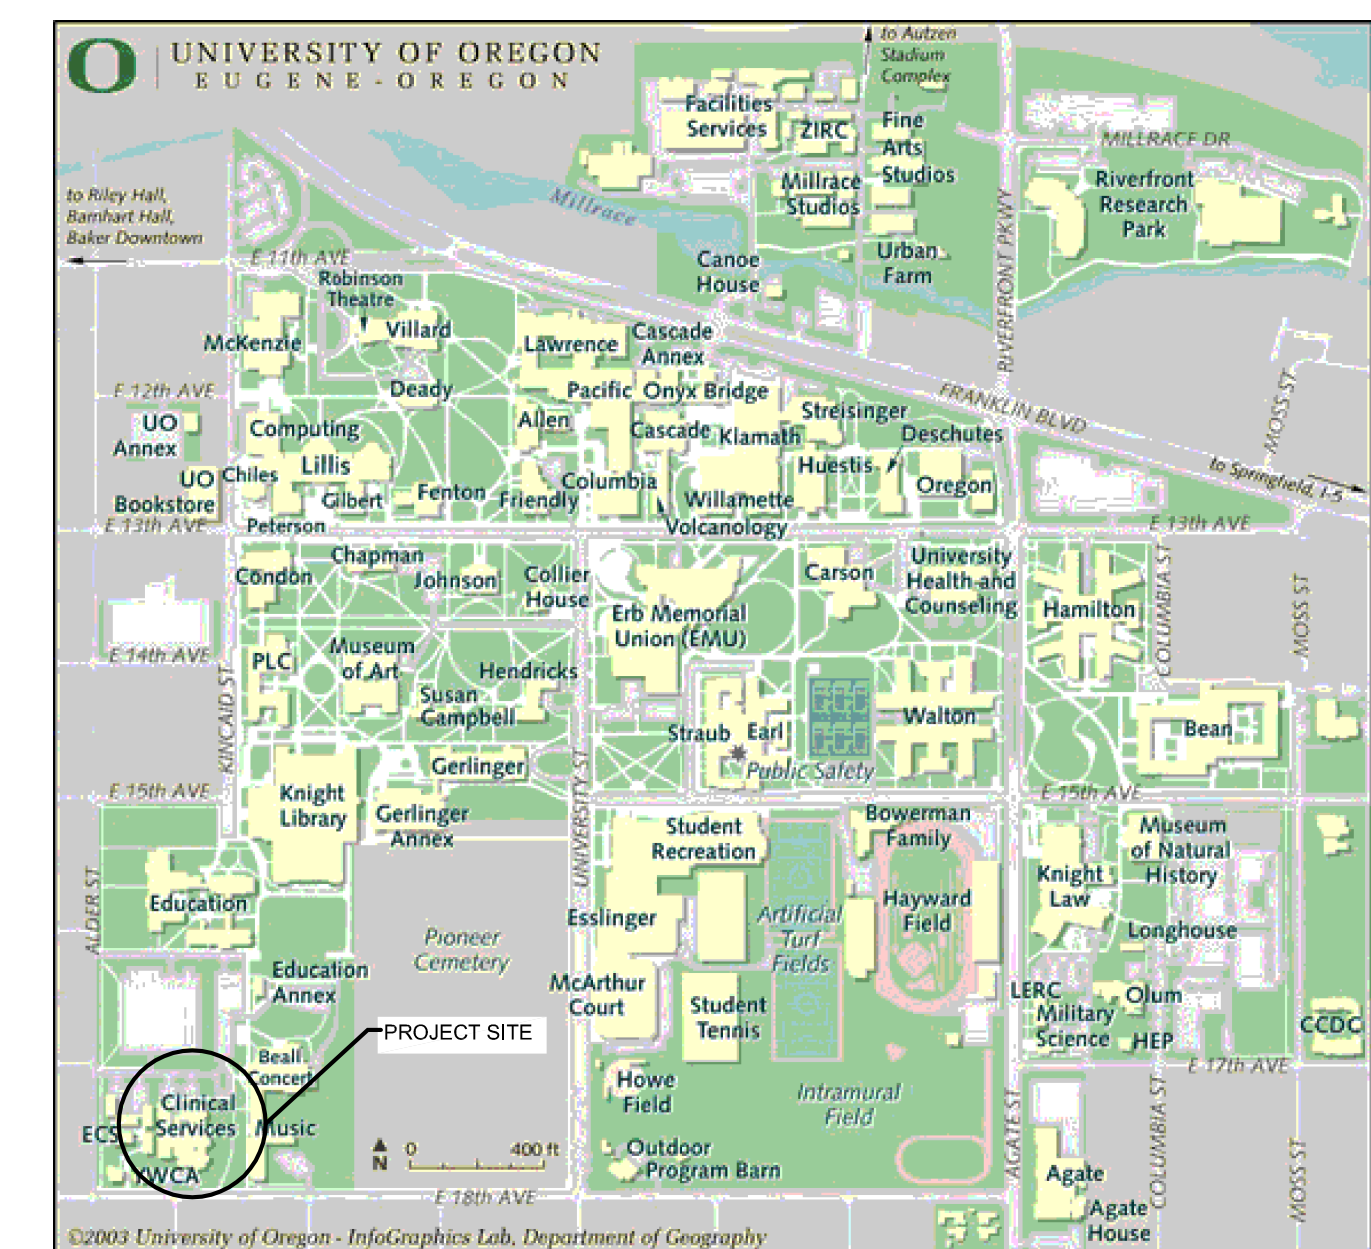 O
UNIVERSITY OF OREGON
EUGENE - OREGON
to Autzen
Stadium
Complex
Facilities
Services
ZIRC
Fine
Arts
Studios
Millrace
Studios
MILLRACE DR
Riverfront
Research
Park
to Riley Hall,
Barnhart Hall,
Baker Downtown
Millrace
RIVERFRONT PKWY
Urban
Farm
Canoe
House
E 11th AVE
Robinson
Theatre
Villard
McKenzie
Lawrence
Cascade
Annex
Deady
Pacific
Onyx Bridge
E 12th AVE
FRANKLIN BLVD
MOSS ST
UO
Annex
Computing
Allen
Cascade
Klamath
Streisinger
Deschutes
Lillis
Chiles
UO
Bookstore
Gilbert
Fenton
Friendly
Columbia
Willamette
Huestis
Oregon
to Springfield, I-5
E 13th AVE
Peterson
Volcanology
E 13th AVE
Chapman
Condon
Johnson
Collier
House
Erb Memorial
Union (EMU)
Carson
University
Health and
Counseling
Hamilton
COLUMBIA ST
MOSS ST
E 14th AVE
PLC
Museum
of Art
Hendricks
Susan
Campbell
KINCAID ST
Straub
Earl
Walton
Bean
Public Safety
Gerlinger
UNIVERSITY ST
E 15th AVE
Knight
Library
Gerlinger
Annex
E 15th AVE
Student
Recreation
Bowerman
Family
Museum
of Natural
History
Knight
Law
ALDER ST
Education
Esslinger
Artificial
Turf
Fields
Hayward
Field
Longhouse
Pioneer
Cemetery
Education
Annex
McArthur
Court
Student
Tennis
LERC
Military
Science
Olum
HEP
CCDC
PROJECT SITE
Beall
Concert
E 17th AVE
Howe
Field
Intramural
Field
Clinical
Services
ECS
Music
YWCA
N
0
400 ft
Outdoor
Program Barn
AGATE ST
COLUMBIA ST
MOSS ST
Agate
Agate
House
E 18th AVE
©2003 University of Oregon - InfoGraphics Lab, Department of Geography